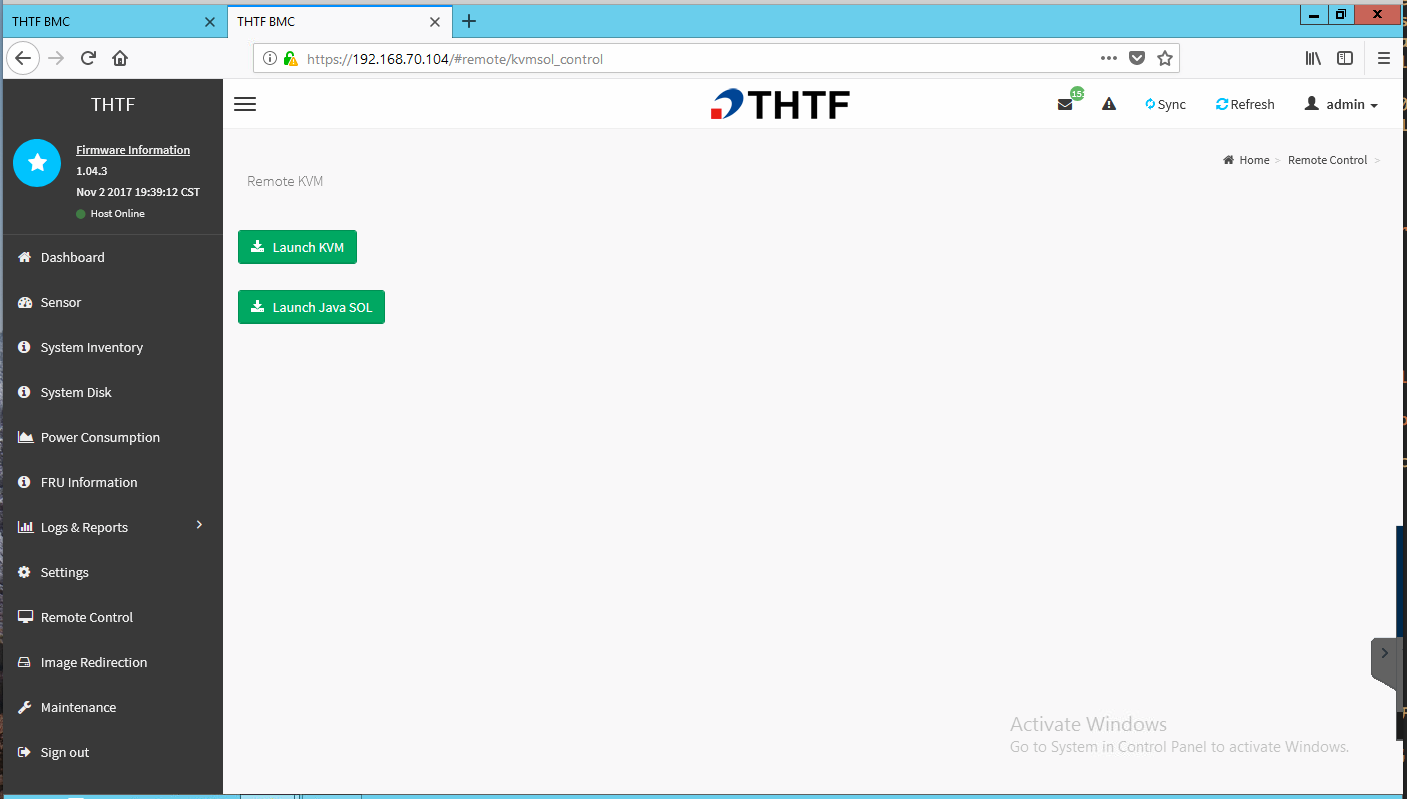 THTF BMC
THTF BMC
https://192.168.70.104/#remote/kvmsol_control
THTF
THTF
Sync
Refresh
admin
Firmware Information
1.04.3
Nov 2 2017 19:39:12 CST
Host Online
Home > Remote Control >
Remote KVM
Launch KVM
Launch Java SOL
Dashboard
Sensor
System Inventory
System Disk
Power Consumption
FRU Information
Logs & Reports
Settings
Remote Control
Image Redirection
Maintenance
Sign out
Activate Windows
Go to System in Control Panel to activate Windows.